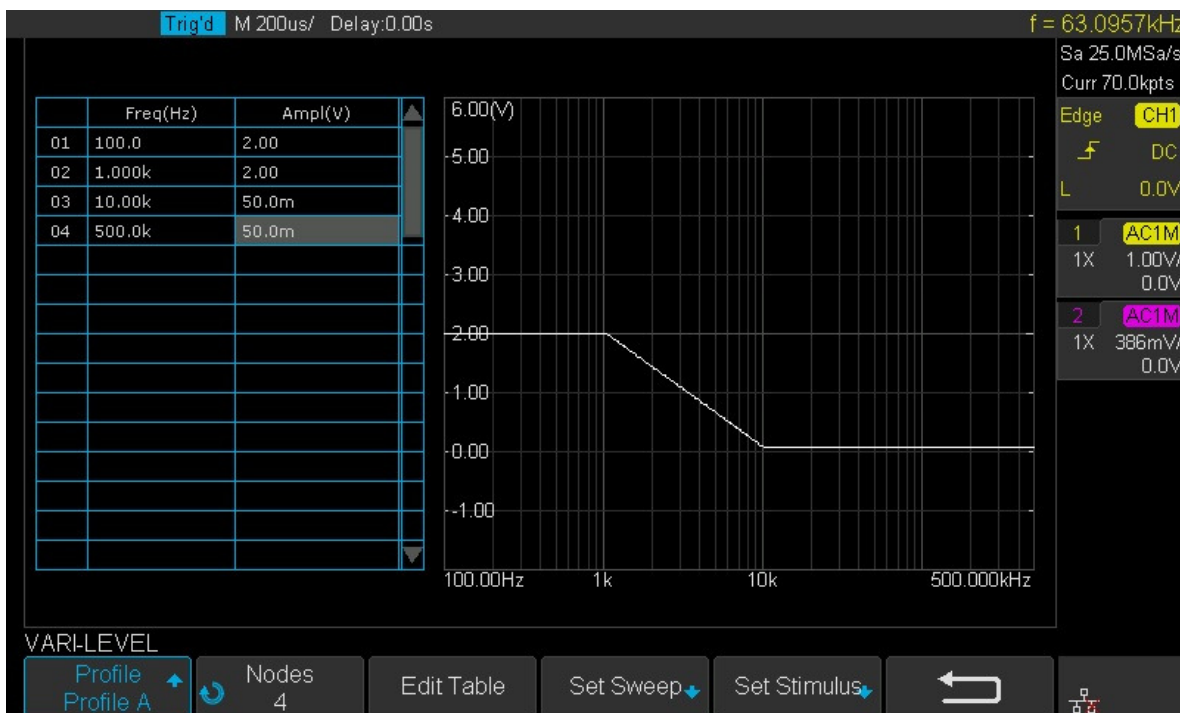 Trig'd M 200us/ Delay:0.00s f = 63.0957kHz
Sa 25.0MSa/s
Curr 70.0kpts
Edge CH1
DC
L 0.0V
1 AC1M
1X 1.00V/
0.0V
2 AC1M
1X 386mV/
0.0V
Freq(Hz) Ampl(V)
01 100.0 2.00
02 1.000k 2.00
03 10.00k 50.0m
04 500.0k 50.0m
6.00(V)
5.00
4.00
3.00
2.00
1.00
0.00
-1.00
100.00Hz 1k 10k 500.000kHz
VARI-LEVEL
Profile
Profile A
Nodes
4
Edit Table
Set Sweep
Set Stimulus